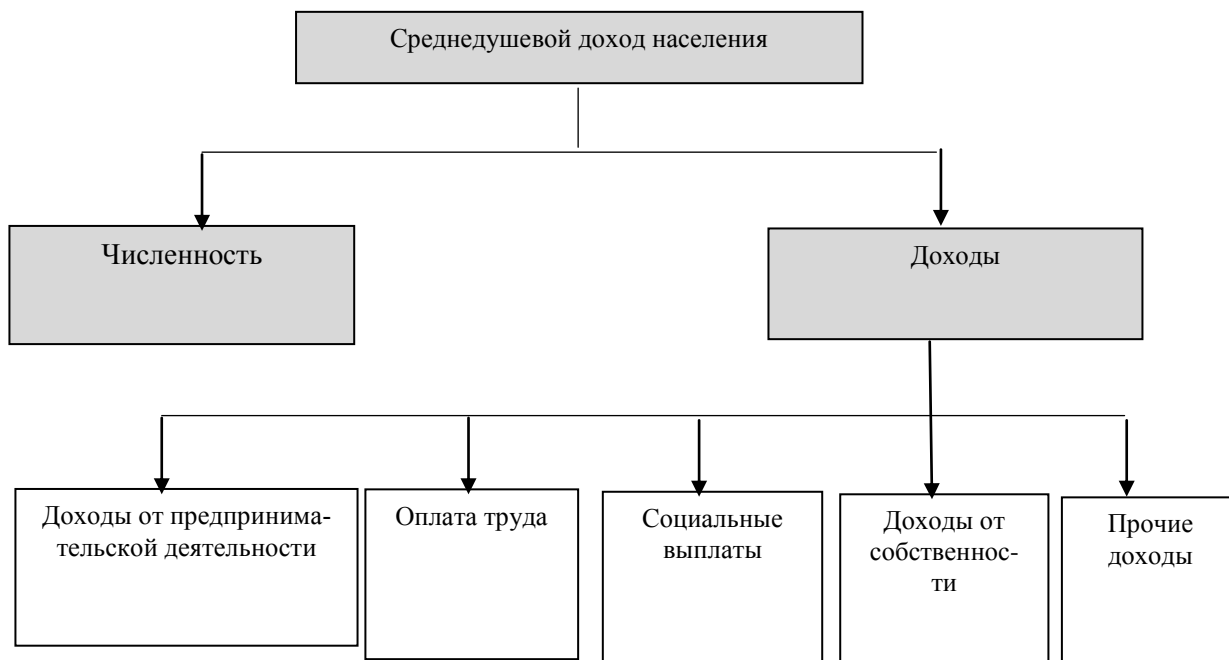 Среднедушевой доход населения
Численность
Доходы
Доходы от предпринима-
тельской деятельности
Оплата труда
Социальные
выплаты
Доходы от
собственнос-
ти
Прочие
доходы